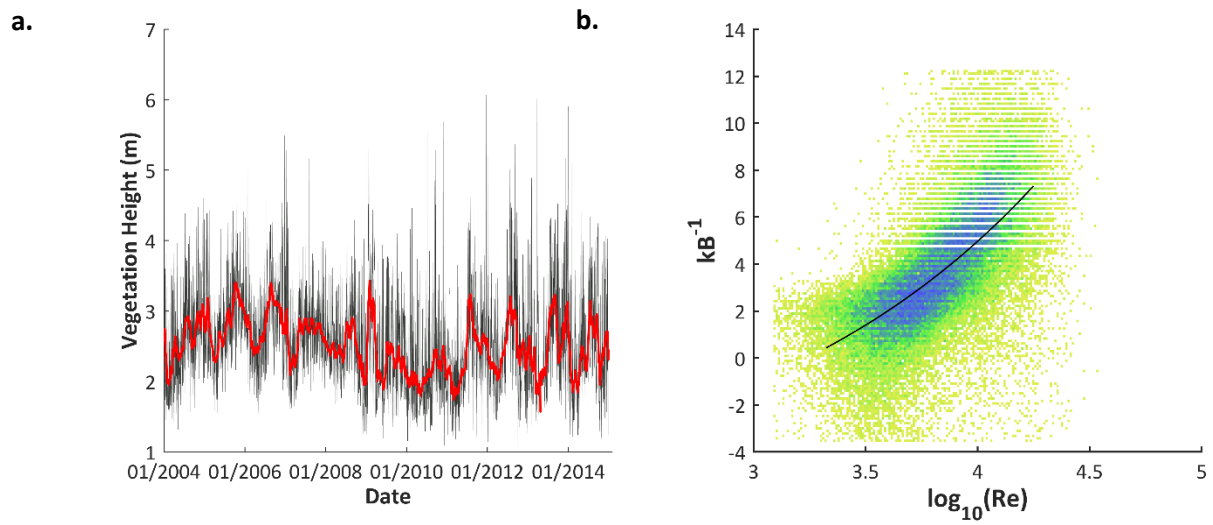 a.
Vegetation Height (m)
7
6
5
4
3
2
1
01/2004 01/2006 01/2008 01/2010 01/2012 01/2014
Date
b.
kB⁻¹
14
12
10
8
6
4
2
0
-2
-4
3 3.5 4 4.5 5
log₁₀(Re)